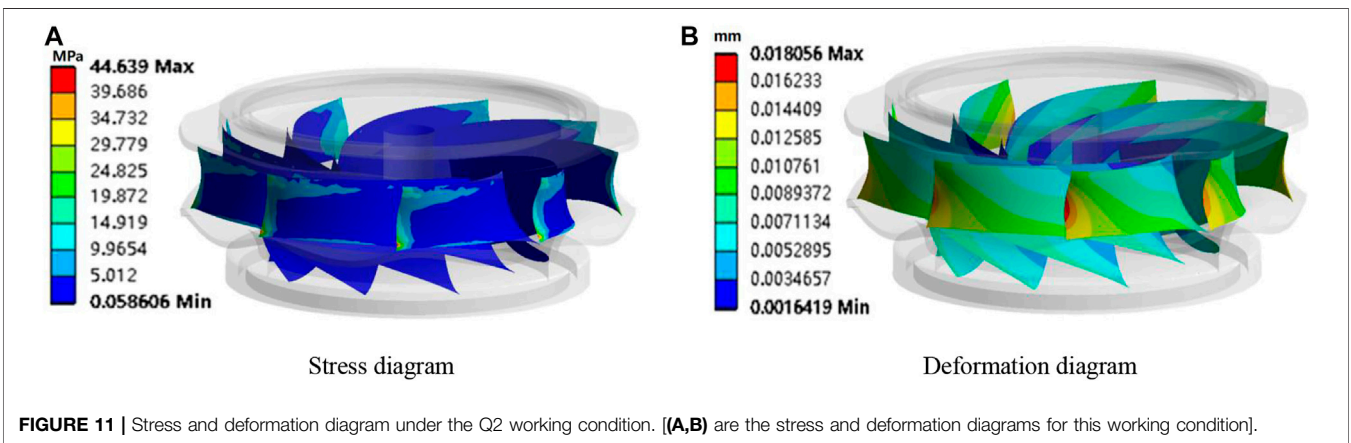 A
MPa
44.639 Max
39.686
34.732
29.779
24.825
19.872
14.919
9.9654
5.012
0.058606 Min
Stress diagram
B
mm
0.018056 Max
0.016233
0.014409
0.012585
0.010761
0.0089372
0.0071134
0.0052895
0.0034657
0.0016419 Min
Deformation diagram
FIGURE 11 | Stress and deformation diagram under the Q2 working condition. [(A,B) are the stress and deformation diagrams for this working condition].